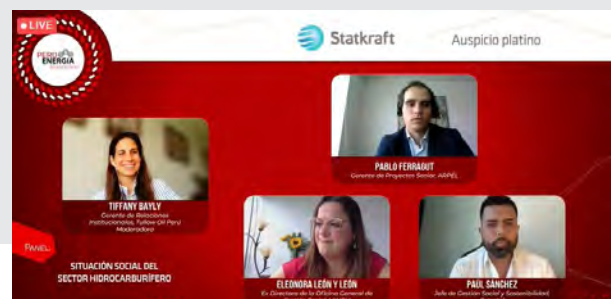 LIVE
PERÚ
ENERGÍA
Statkraft
Auspicio platino
PABLO FERRAGUT
Gerente de Proyectos Social, ARPEL
TIFFANY BAYLY
Gerente de Relaciones
Institucionales, Tullow Oil Perú
Moderadora
PANEL:
SITUACIÓN SOCIAL DEL
SECTOR HIDROCARBURÍFERO
ELEONORA LEÓN Y LEÓN
Ex Directora de la Oficina General de
PAÚL SÁNCHEZ
Jefe de Gestión Social y Sostenibilidad,